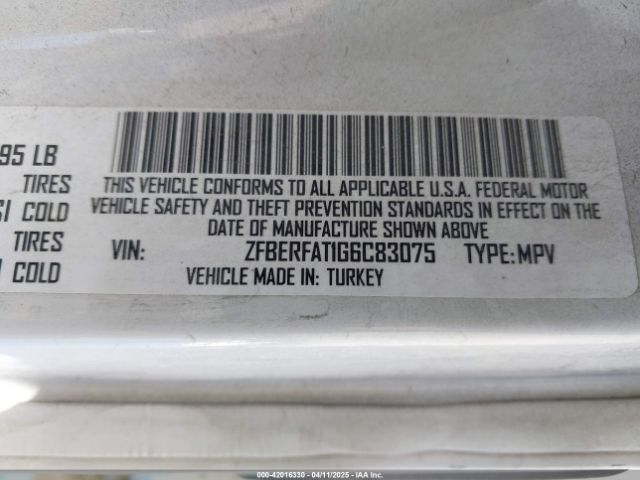 95 LB
TIRES
SI COLD
TIRES
COLD
THIS VEHICLE CONFORMS TO ALL APPLICABLE U.S.A. FEDERAL MOTOR
VEHICLE SAFETY AND THEFT PREVENTION STANDARDS IN EFFECT ON THE
DATE OF MANUFACTURE SHOWN ABOVE
VIN: ZFBERFAT1G6C83075 TYPE: MPV
VEHICLE MADE IN: TURKEY
000-42016330 - 04/11/2025 - IAA Inc.